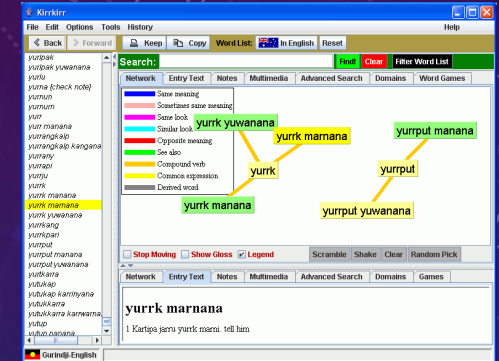 Kirrkirr
File Edit Options Tools History Help
Back Forward Keep Copy Word List: In English Reset
Search: Find! Clear Filter Word List
Network Entry Text Notes Multimedia Advanced Search Domains Word Games
yuripak
yuripak yuwanana
yurlu
yurna {check note}
yurnun
yurnum
yurr
yurr manana
yurrangkalp
yurrangkalp kangana
yurrany
yurrapi
yurrju
yurrk
yurrk manana
yurrk marnana
yurrk yuwanana
yurrkang
yurrkpari
yurrput
yurrput manana
yurrput yuwanana
yurtkarra
yutukap
yutukap karrinyana
yutukkarra
yutukkarra karrwarna
yutup
yutup nanana
Same meaning
Sometimes same meaning
Same look
Similar look
Opposite meaning
See also
Compound verb
Common expression
Derived word
yurrk yuwanana
yurrk marnana
yurrk
yurrk manana
yurrput manana
yurrput
yurrput yuwanana
Stop Moving Show Gloss Legend Scramble Shake Clear Random Pick
Network Entry Text Notes Multimedia Advanced Search Domains Games
yurrk marnana
1 Kartipa jarru yurrk marni. tell him
Gurindji-English